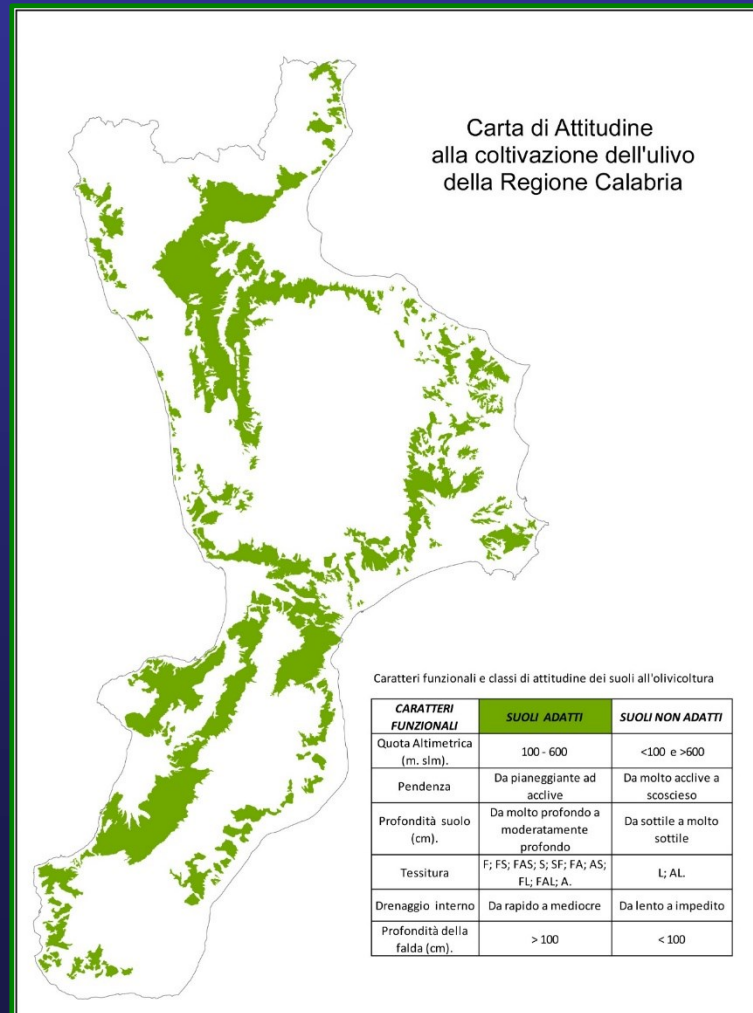 Carta di Attitudine
alla coltivazione dell'ulivo
della Regione Calabria
Caratteri funzionali e classi di attitudine dei suoli all'olivicoltura
CARATTERI FUNZIONALI | SUOLI ADATTI | SUOLI NON ADATTI
Quota Altimetrica (m. slm). | 100 - 600 | <100 e >600
Pendenza | Da pianeggiante ad acclive | Da molto acclive a scoscieso
Profondità suolo (cm). | Da molto profondo a moderatamente profondo | Da sottile a molto sottile
Tessitura | F; FS; FAS; S; SF; FA; AS; FL; FAL; A. | L; AL.
Drenaggio interno | Da rapido a mediocre | Da lento a impedito
Profondità della falda (cm). | > 100 | < 100